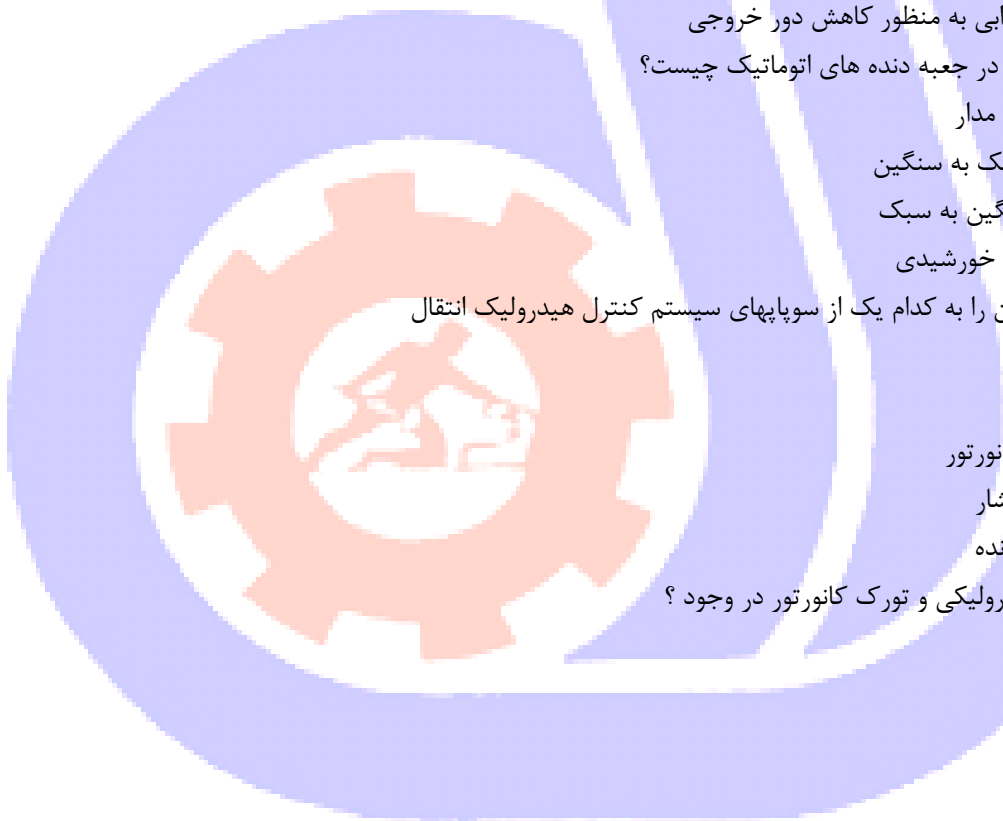 ابی به منظور کاهش دور خروجی
در جعبه دنده های اتوماتیک چیست؟
مدار
ک به سنگین
گین به سبک
خورشیدی
را به کدام یک از سوپاپهای سیستم کنترل هیدرولیک انتقال
نورتور
شار
نده
رولیکی و تورک کانورتور در وجود ؟